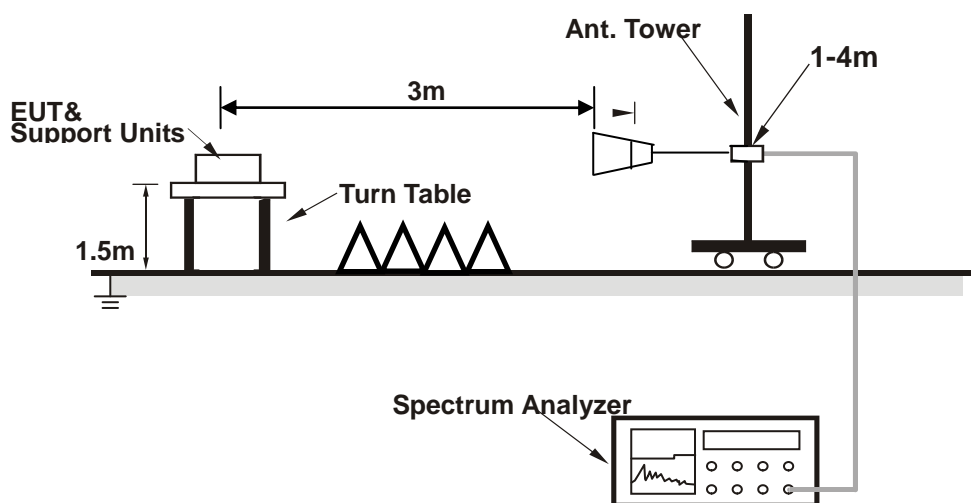 Ant. Tower
1-4m
3m
EUT&
Support Units
Turn Table
1.5m
Spectrum Analyzer